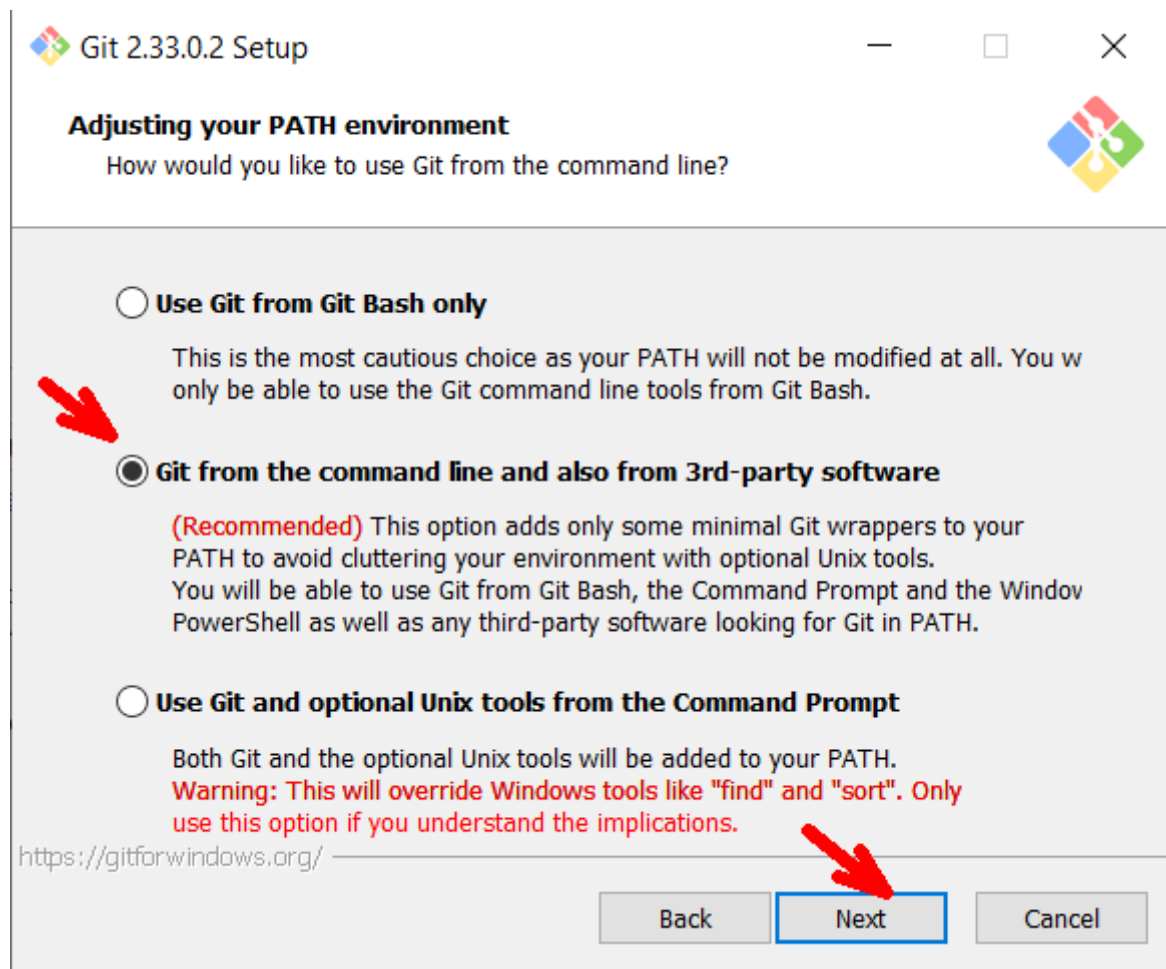 Git 2.33.0.2 Setup
Adjusting your PATH environment
How would you like to use Git from the command line?
Use Git from Git Bash only
This is the most cautious choice as your PATH will not be modified at all. You w
only be able to use the Git command line tools from Git Bash.
Git from the command line and also from 3rd-party software
(Recommended) This option adds only some minimal Git wrappers to your
PATH to avoid cluttering your environment with optional Unix tools.
You will be able to use Git from Git Bash, the Command Prompt and the Window
PowerShell as well as any third-party software looking for Git in PATH.
Use Git and optional Unix tools from the Command Prompt
Both Git and the optional Unix tools will be added to your PATH.
Warning: This will override Windows tools like "find" and "sort". Only
use this option if you understand the implications.
https://gitforwindows.org/
Back Next Cancel